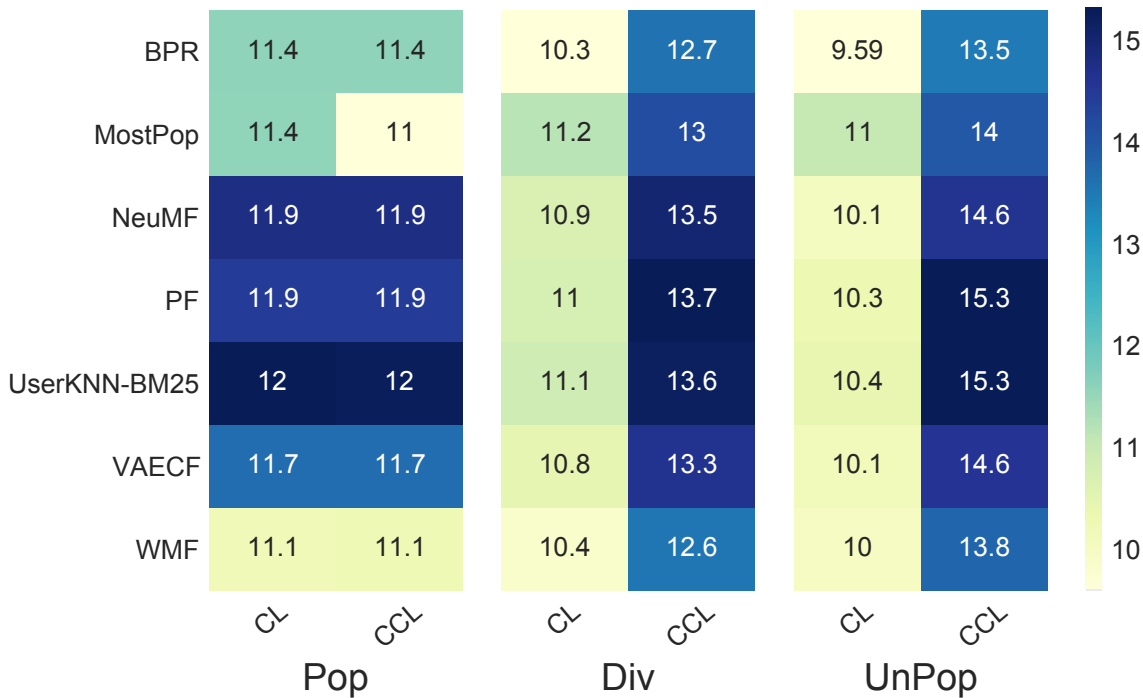 BPR 11.4 11.4 10.3 12.7 9.59 13.5
MostPop 11.4 11 11.2 13 11 14
NeuMF 11.9 11.9 10.9 13.5 10.1 14.6
PF 11.9 11.9 11 13.7 10.3 15.3
UserKNN-BM25 12 12 11.1 13.6 10.4 15.3
VAECF 11.7 11.7 10.8 13.3 10.1 14.6
WMF 11.1 11.1 10.4 12.6 10 13.8
CL CCL CL CCL CL CCL
Pop Div UnPop
15
14
13
12
11
10